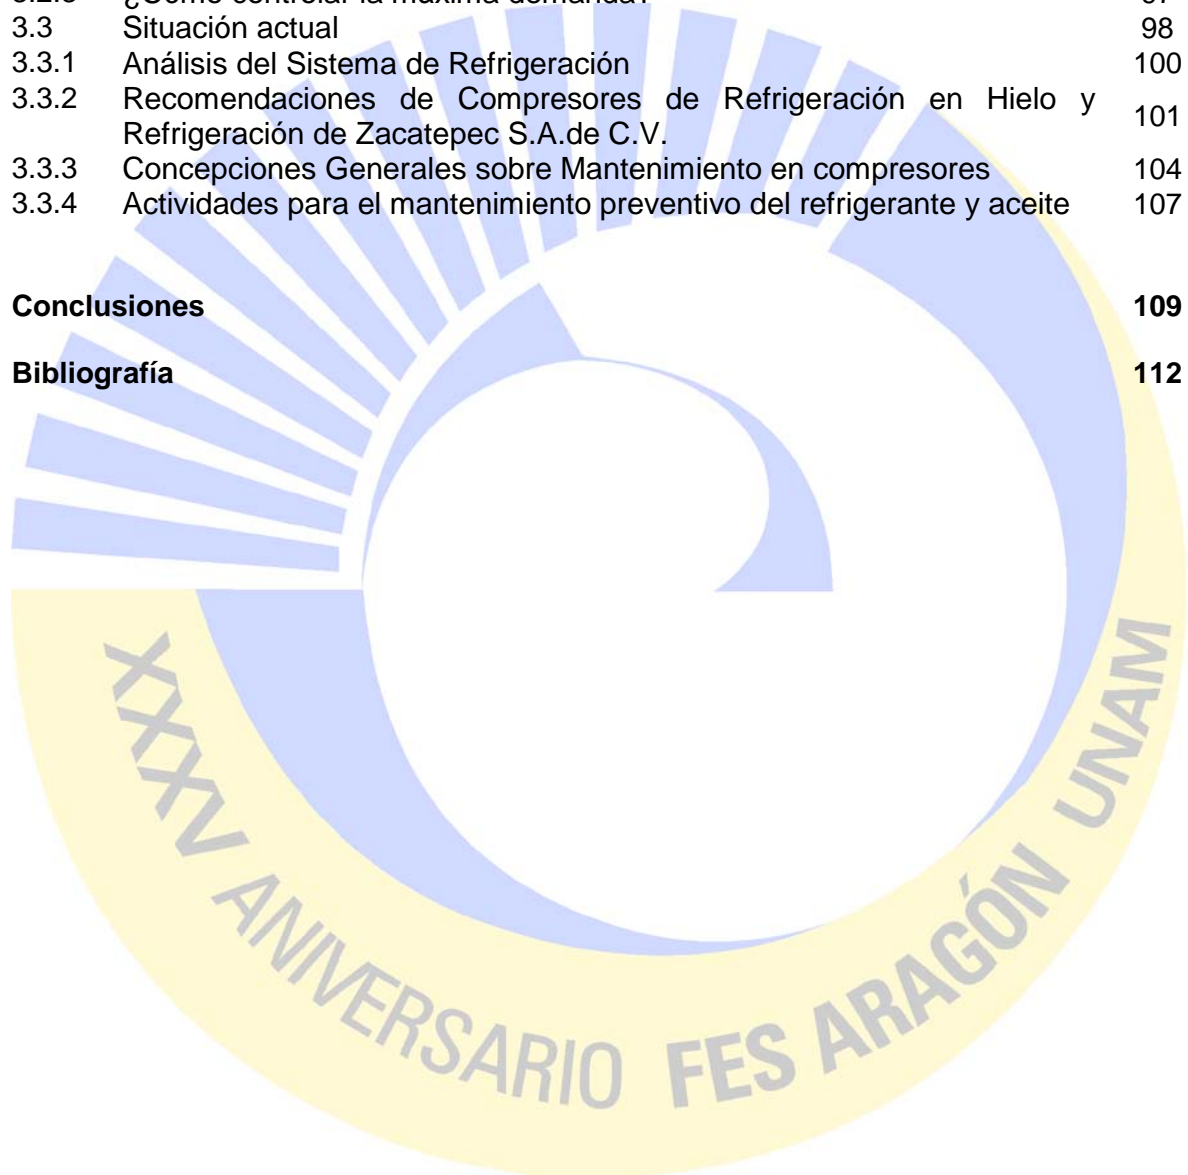 3.3 Situación actual 98
3.3.1 Análisis del Sistema de Refrigeración 100
3.3.2 Recomendaciones de Compresores de Refrigeración en Hielo y
Refrigeración de Zacatepec S.A.de C.V. 101
3.3.3 Concepciones Generales sobre Mantenimiento en compresores 104
3.3.4 Actividades para el mantenimiento preventivo del refrigerante y aceite 107
Conclusiones 109
Bibliografía 112
XXXV ANIVERSARIO FES ARAGÓN UNAM